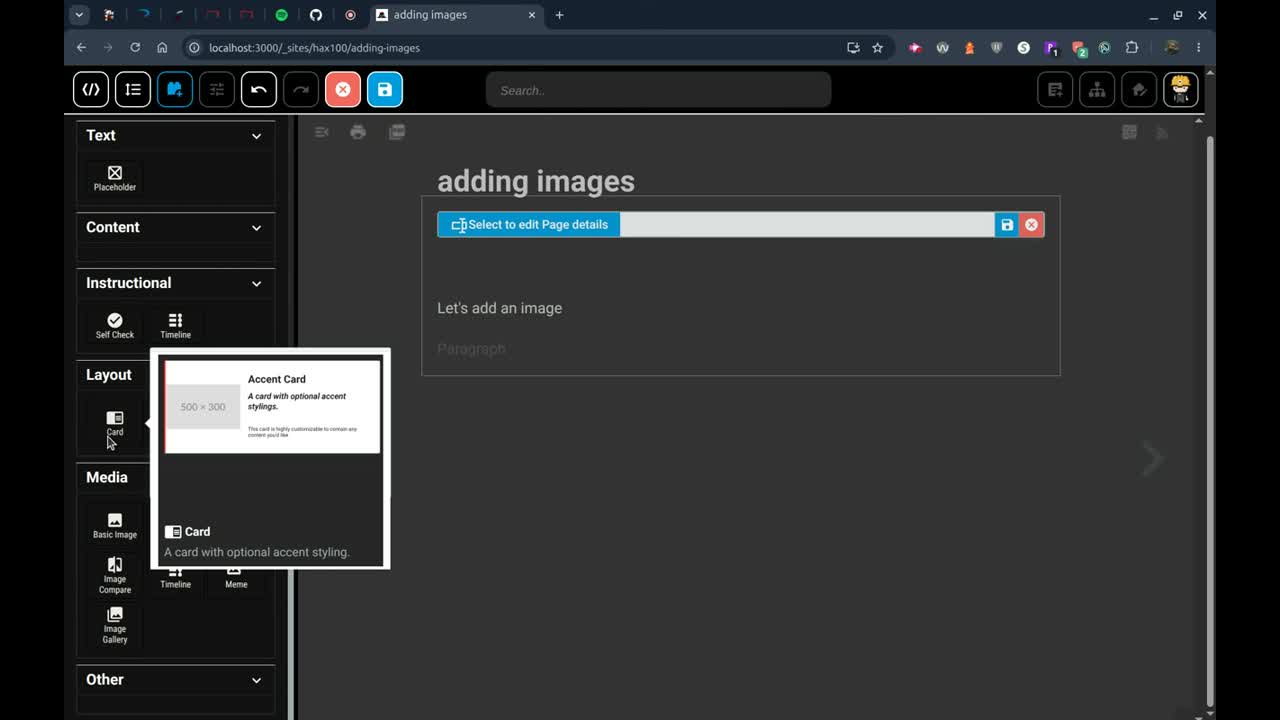 adding images
localhost:3000/_sites/hax100/adding-images
1
2
Search..
Text
Placeholder
Content
Instructional
Self Check
Timeline
Layout
Card
Accent Card
A card with optional accent
stylings.
500 × 300
This card is highly customizable to contain any
content you'd like
Card
A card with optional accent styling.
Media
Basic Image
Image
Compare
Timeline
Meme
Image
Gallery
Other
adding images
Select to edit Page details
Let's add an image
Paragraph